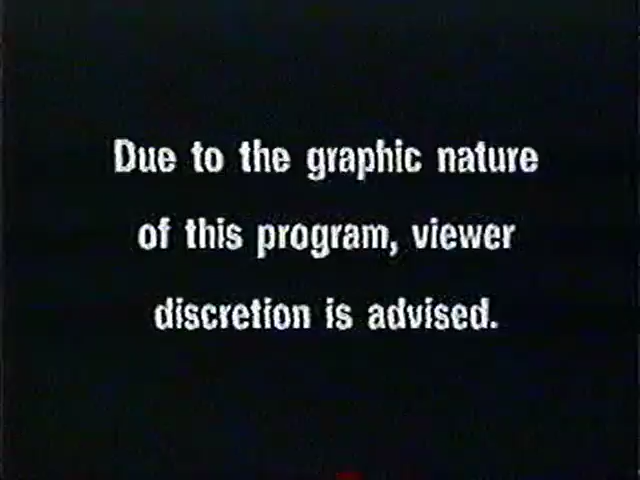 Due to the graphic nature
of this program, viewer
discretion is advised.